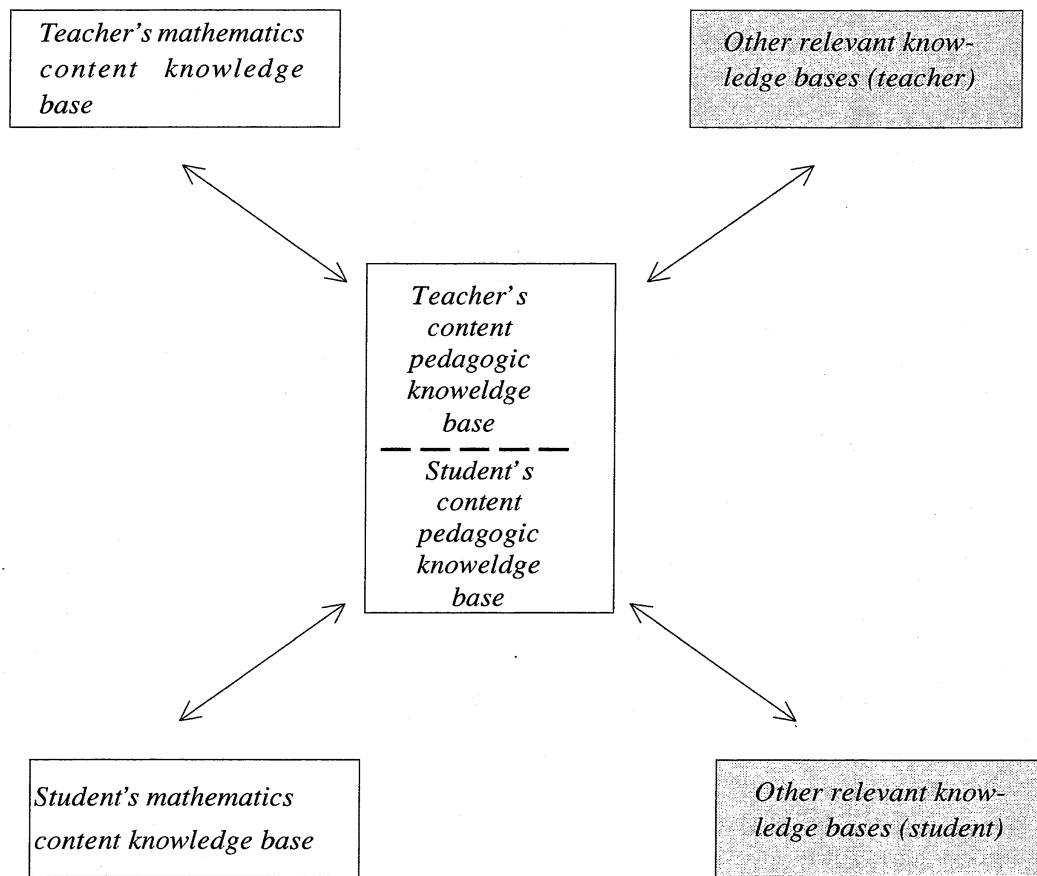 Teacher's mathematics
content knowledge
base
Other relevant know-
ledge bases (teacher)
Teacher's
content
pedagogic
knoweldge
base
Student's
content
pedagogic
knoweldge
base
Student's mathematics
content knowledge base
Other relevant know-
ledge bases (student)